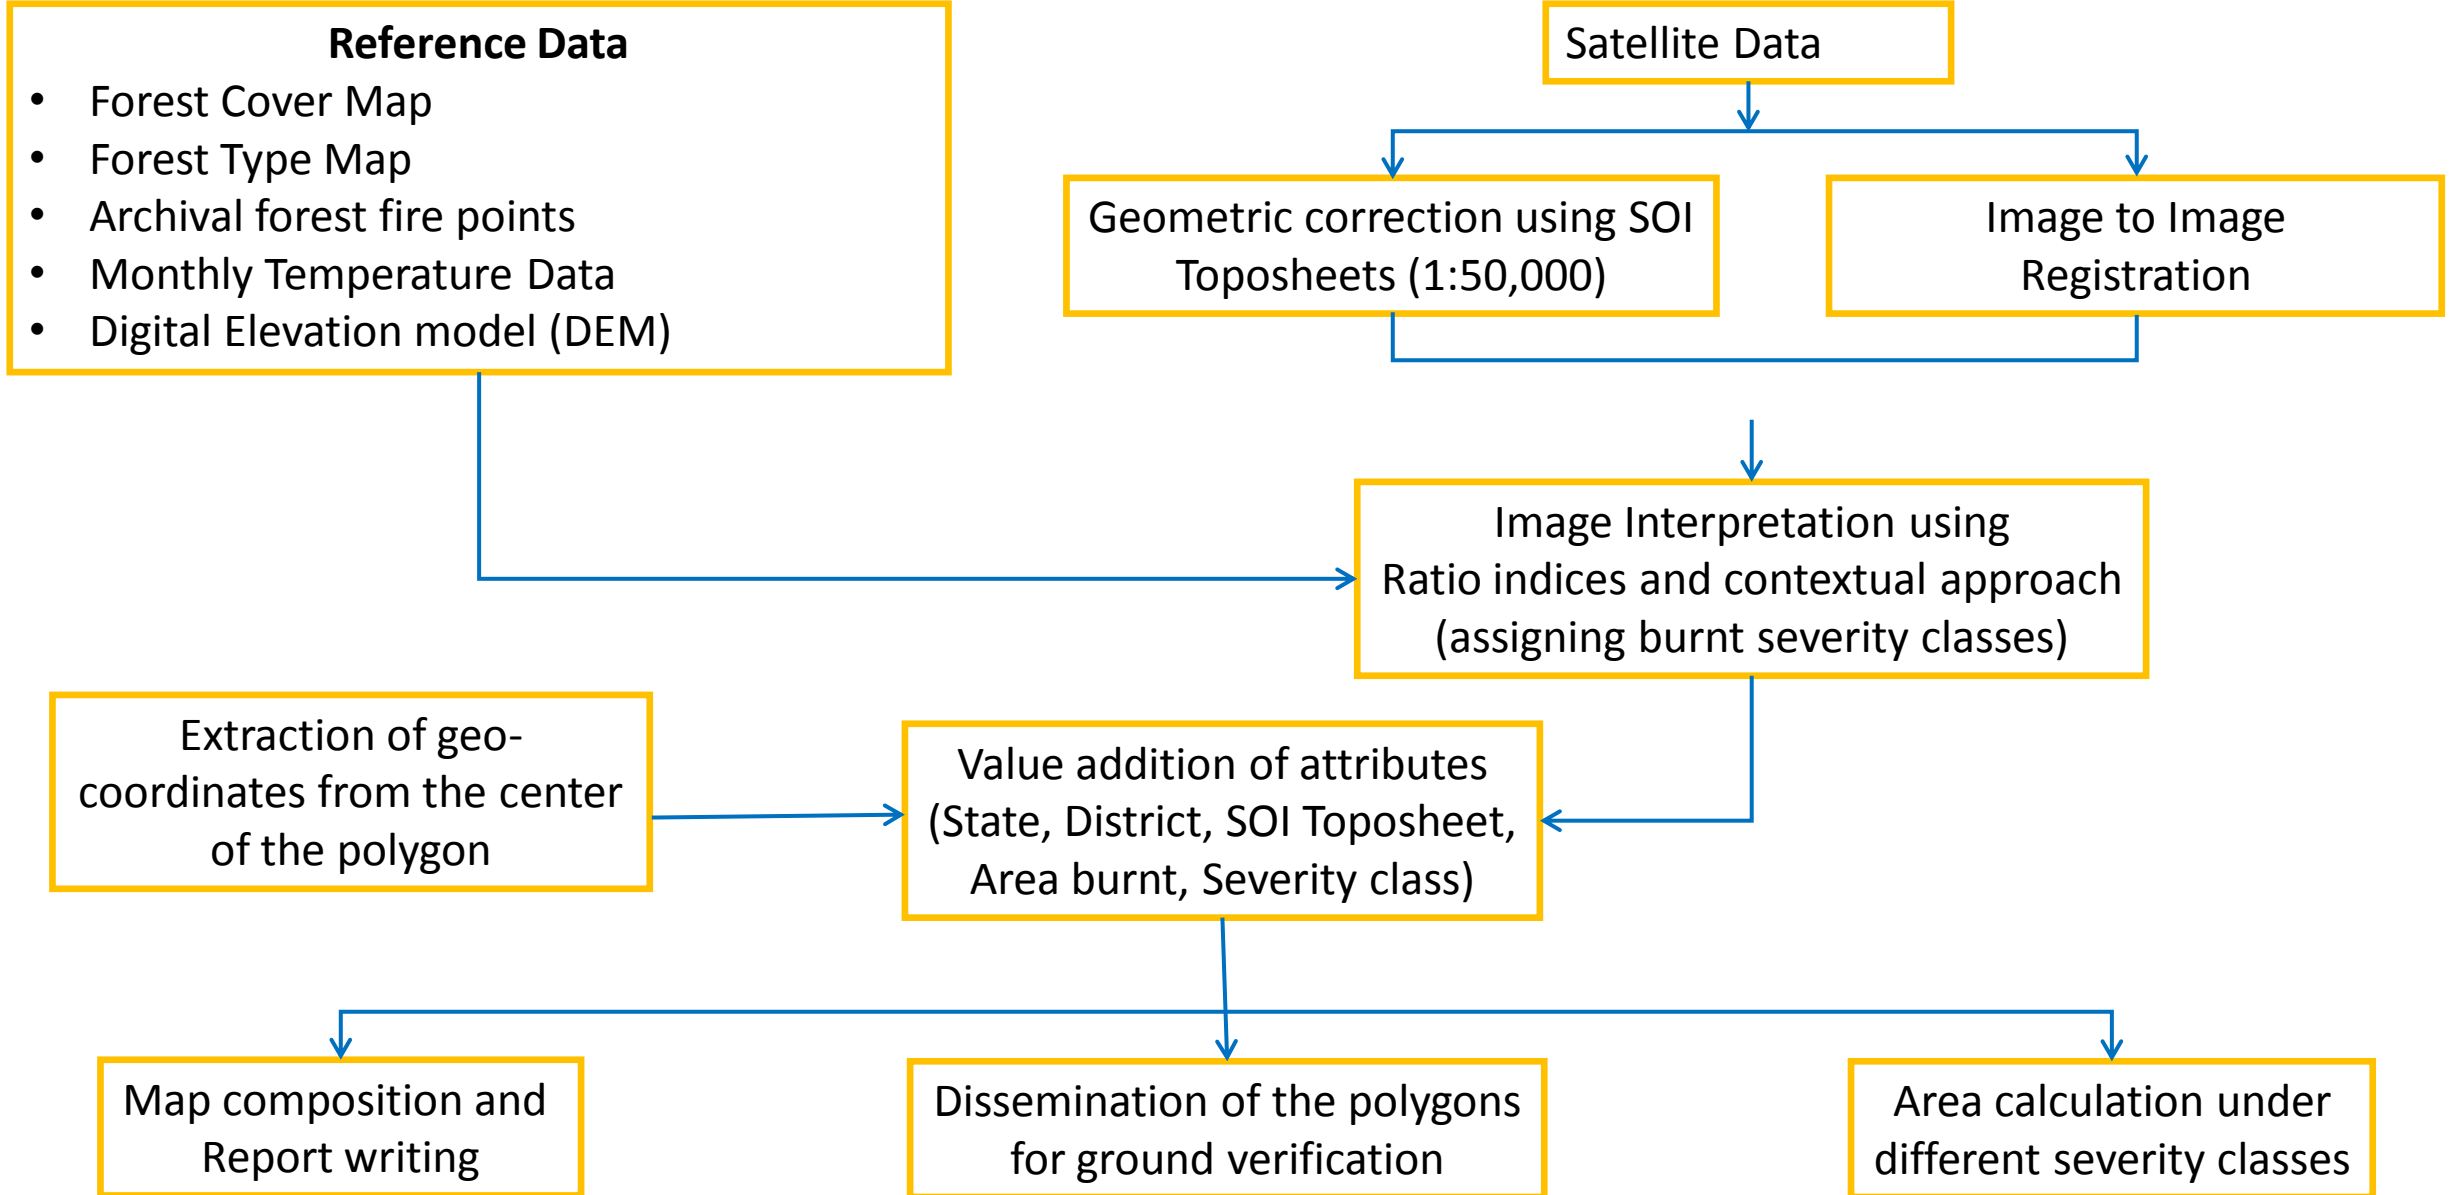 Reference Data
• Forest Cover Map
• Forest Type Map
• Archival forest fire points
• Monthly Temperature Data
• Digital Elevation model (DEM)
Satellite Data
Geometric correction using SOI
Toposheets (1:50,000)
Image to Image
Registration
Image Interpretation using
Ratio indices and contextual approach
(assigning burnt severity classes)
Extraction of geo-
coordinates from the center
of the polygon
Value addition of attributes
(State, District, SOI Toposheet,
Area burnt, Severity class)
Map composition and
Report writing
Dissemination of the polygons
for ground verification
Area calculation under
different severity classes